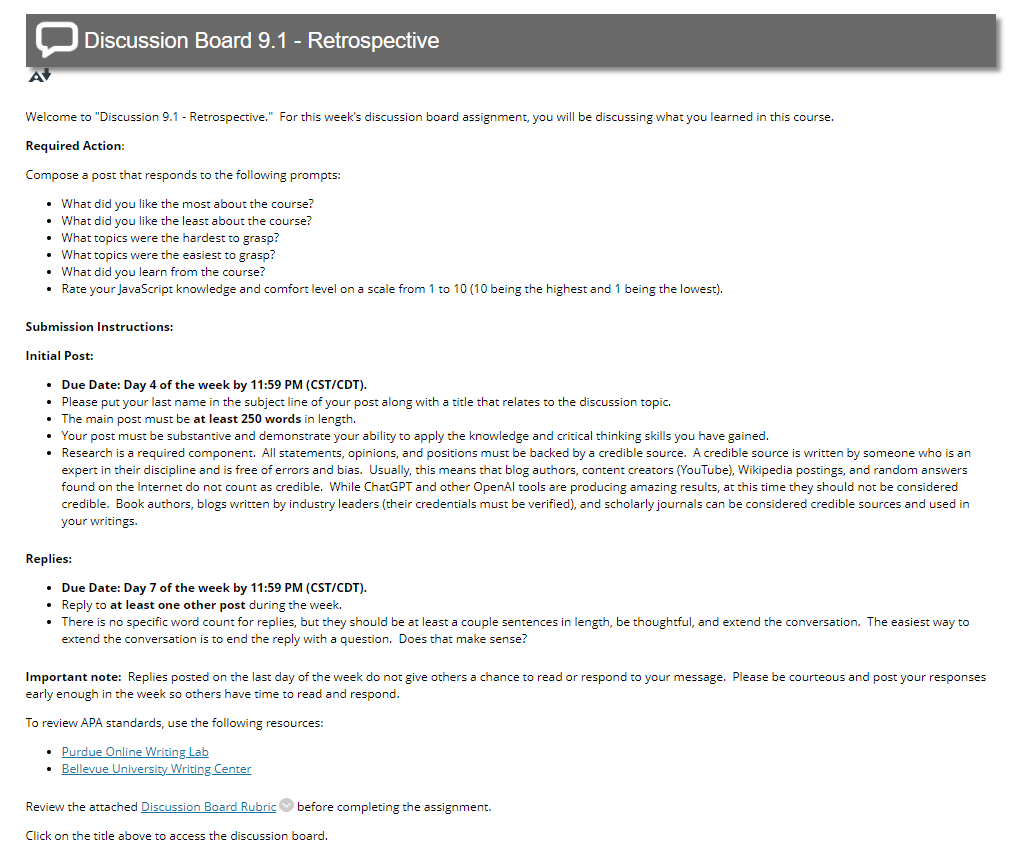 Discussion Board 9.1 - Retrospective
Welcome to "Discussion 9.1 - Retrospective."  For this week's discussion board assignment, you will be discussing what you learned in this course.
Required Action:
Compose a post that responds to the following prompts:
• What did you like the most about the course?
• What did you like the least about the course?
• What topics were the hardest to grasp?
• What topics were the easiest to grasp?
• What did you learn from the course?
• Rate your JavaScript knowledge and comfort level on a scale from 1 to 10 (10 being the highest and 1 being the lowest).
Submission Instructions:
Initial Post:
• Due Date: Day 4 of the week by 11:59 PM (CST/CDT).
• Please put your last name in the subject line of your post along with a title that relates to the discussion topic.
• The main post must be at least 250 words in length.
• Your post must be substantive and demonstrate your ability to apply the knowledge and critical thinking skills you have gained.
• Research is a required component.  All statements, opinions, and positions must be backed by a credible source.  A credible source is written by someone who is an
expert in their discipline and is free of errors and bias.  Usually, this means that blog authors, content creators (YouTube), Wikipedia postings, and random answers
found on the Internet do not count as credible.  While ChatGPT and other OpenAI tools are producing amazing results, at this time they should not be considered
credible.  Book authors, blogs written by industry leaders (their credentials must be verified), and scholarly journals can be considered credible sources and used in
your writings.
Replies:
• Due Date: Day 7 of the week by 11:59 PM (CST/CDT).
• Reply to at least one other post during the week.
• There is no specific word count for replies, but they should be at least a couple sentences in length, be thoughtful, and extend the conversation.  The easiest way to
extend the conversation is to end the reply with a question.  Does that make sense?
Important note:  Replies posted on the last day of the week do not give others a chance to read or respond to your message.  Please be courteous and post your responses
early enough in the week so others have time to read and respond.
To review APA standards, use the following resources:
• Purdue Online Writing Lab
• Bellevue University Writing Center
Review the attached Discussion Board Rubric before completing the assignment.
Click on the title above to access the discussion board.